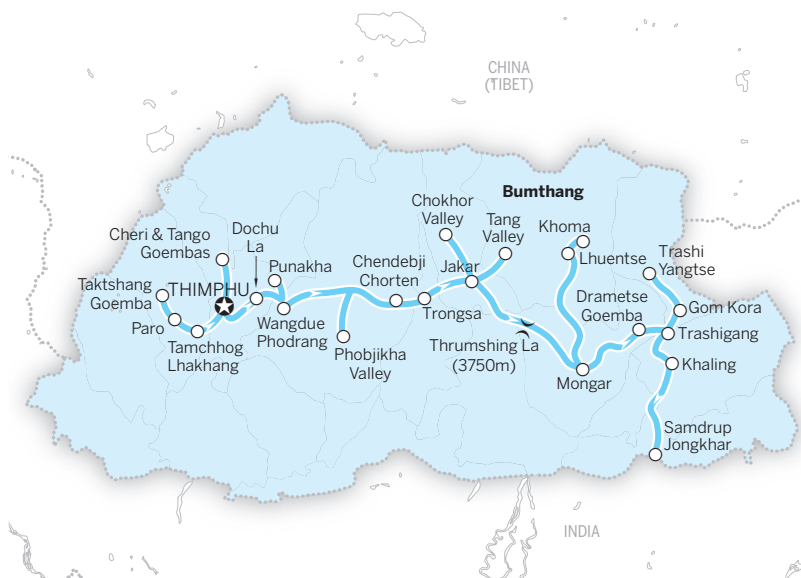 CHINA
(TIBET)
Bumthang
Chokhor
Valley
Tang
Valley
Khoma
Lhuentse
Trashi
Yangtse
Cheri & Tango
Goembas
Dochu
La
Punakha
Chendebji
Chorten
Jakar
Taktshang
Goemba
THIMPHU
Drametse
Goemba
Gom Kora
Paro
Wangdue
Phodrang
Trongsa
Trashigang
Tamchhog
Lhakhang
Phobjikha
Valley
Thrumshing La
(3750m)
Mongar
Khaling
Samdrup
Jongkhar
INDIA